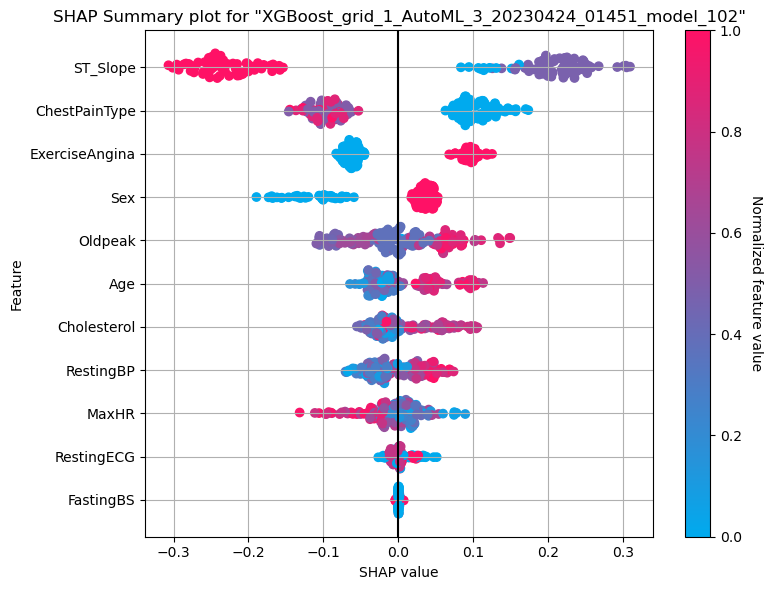 SHAP Summary plot for "XGBoost_grid_1_AutoML_3_20230424_01451_model_102"
Feature
ST_Slope
ChestPainType
ExerciseAngina
Sex
Oldpeak
Age
Cholesterol
RestingBP
MaxHR
RestingECG
FastingBS
−0.3 −0.2 −0.1 0.0 0.1 0.2 0.3
SHAP value
1.0
0.8
0.6
0.4
0.2
0.0
Normalized feature value